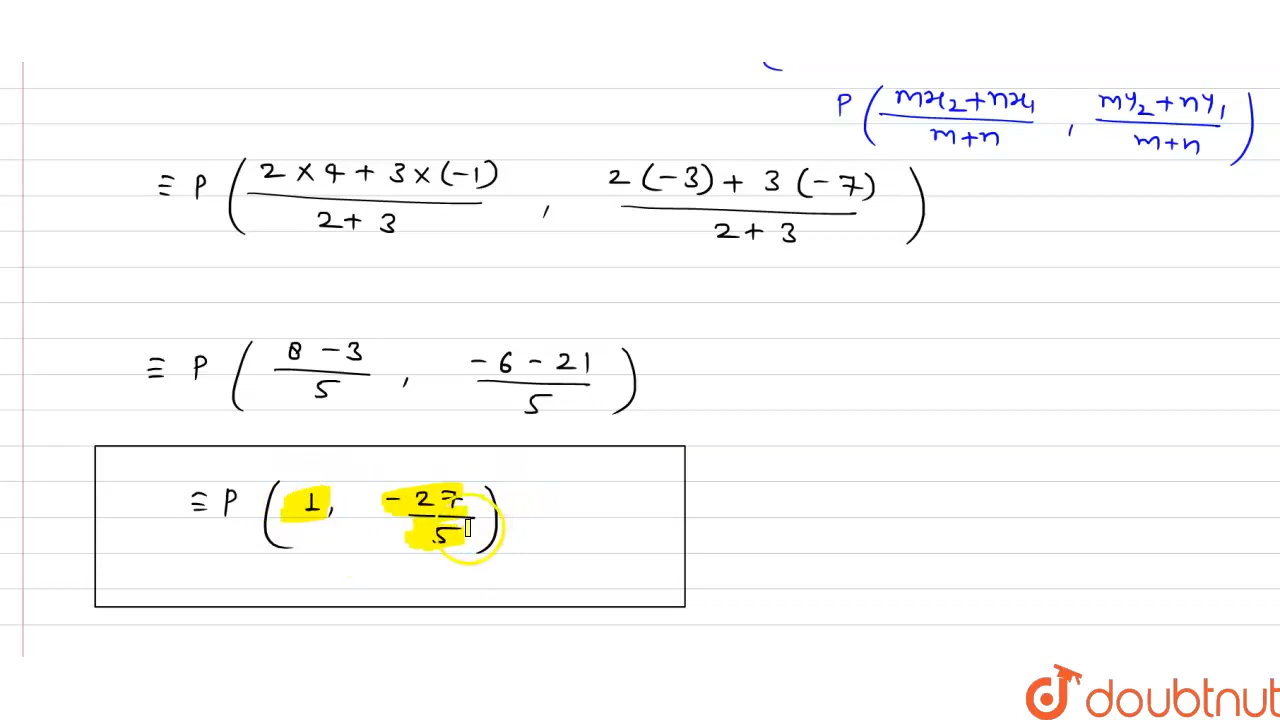 P ( mx₂+nx₁ / m+n , my₂+ny₁ / m+n )
≡ P ( 2 × 4 + 3 × (-1) / 2+3 , 2(-3) + 3(-7) / 2+3 )
≡ P ( 8-3 / 5 , -6-21 / 5 )
≡ P ( 1, -27 / 5 )
doubtnut